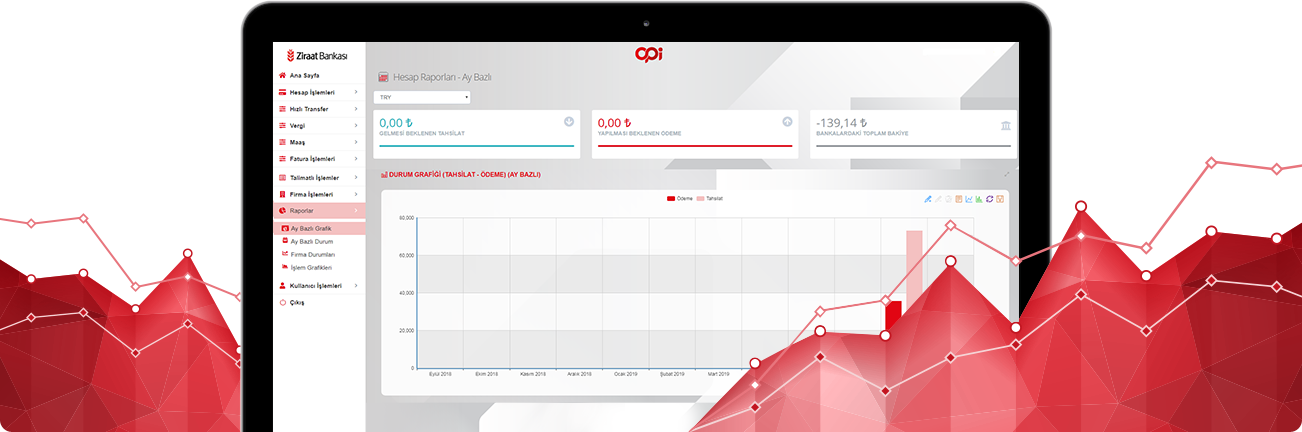 Ziraat Bankası
opi
Ana Sayfa
Hesap İşlemleri
Hızlı Transfer
Vergi
Maaş
Fatura İşlemleri
Talimatlı İşlemler
Firma İşlemleri
Raporlar
Ay Bazlı Grafik
Ay Bazlı Durum
Firma Durumları
İşlem Grafikleri
Kullanıcı İşlemleri
Çıkış
Hesap Raporları - Ay Bazlı
TRY
0,00 ₺
GELMESİ BEKLENEN TAHSİLAT
0,00 ₺
YAPILMASI BEKLENEN ÖDEME
-139,14 ₺
BANKALARDAKİ TOPLAM BAKİYE
DURUM GRAFİĞİ (TAHSİLAT - ÖDEME) (AY BAZLI)
Ödeme Tahsilat
80,000
60,000
40,000
20,000
0
Eylül 2018 Ekim 2018 Kasım 2018 Aralık 2018 Ocak 2019 Şubat 2019 Mart 2019